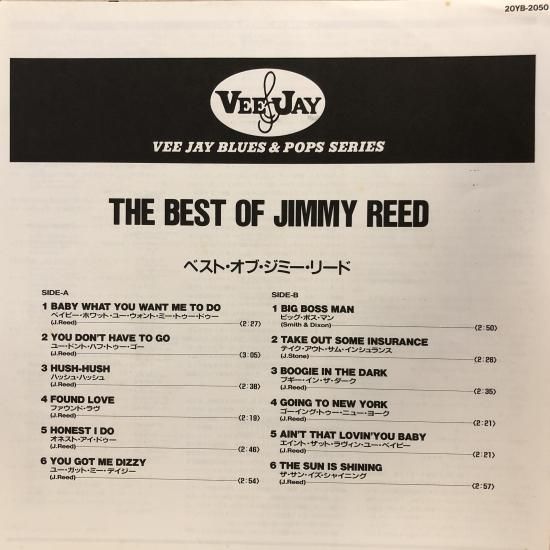 20YB-2050
VEE JAY
VEE JAY BLUES & POPS SERIES
THE BEST OF JIMMY REED
ベスト・オブ・ジミー・リード
SIDE-A
1 BABY WHAT YOU WANT ME TO DO
ベイビー・ホワット・ユー・ウォント・ミー・トゥー・ドゥー
(J.Reed) (2:27)
2 YOU DON'T HAVE TO GO
ユー・ドント・ハフ・トゥー・ゴー
(J.Reed) (3:05)
3 HUSH-HUSH
ハッシュ・ハッシュ
(J.Reed) (2:38)
4 FOUND LOVE
ファウンド・ラヴ
(J.Reed) (2:19)
5 HONEST I DO
オネスト・アイ・ドゥー
(J.Reed) (2:46)
6 YOU GOT ME DIZZY
ユー・ガット・ミー・デイジー
(J.Reed) (2:54)
SIDE-B
1 BIG BOSS MAN
ビッグ・ボス・マン
(Smith & Dixon) (2:50)
2 TAKE OUT SOME INSURANCE
テイク・アウト・サム・インシュランス
(J.Stone) (2:26)
3 BOOGIE IN THE DARK
ブギー・イン・ザ・ダーク
(J.Reed) (2:35)
4 GOING TO NEW YORK
ゴーイング・トゥー・ニュー・ヨーク
(J.Reed) (2:21)
5 AIN'T THAT LOVIN'YOU BABY
エイント・ザット・ラヴィン・ユー・ベイビー
(J.Reed) (2:21)
6 THE SUN IS SHINING
ザ・サン・イズ・シャイニング
(J.Reed) (2:57)